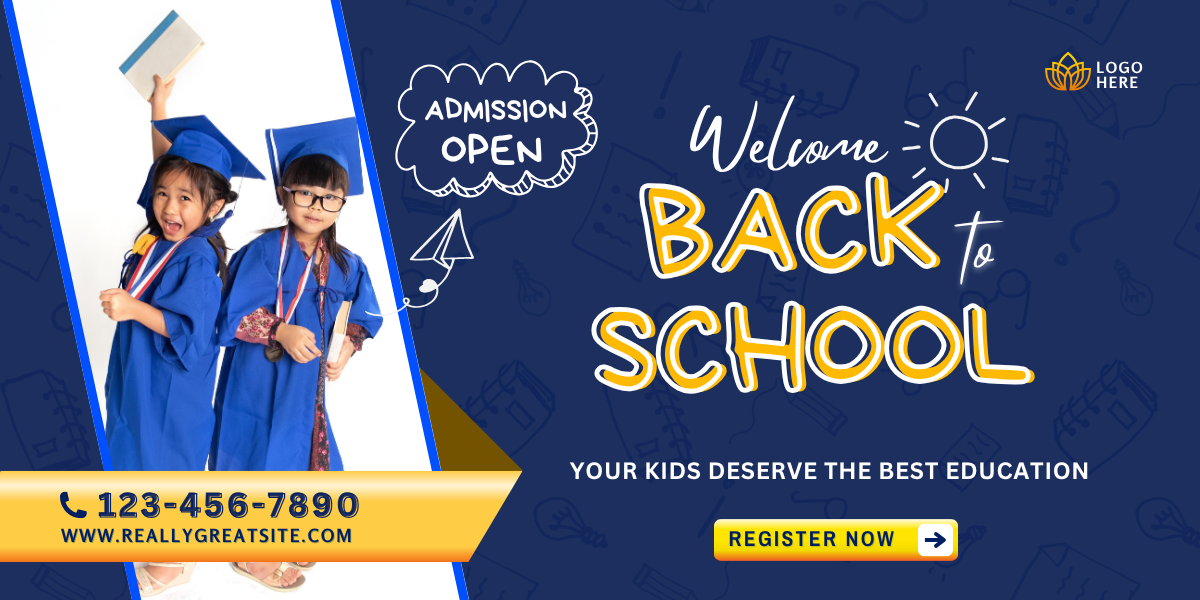 ADMISSION
OPEN
LOGO
HERE
Welcome
BACK
to
SCHOOL
YOUR KIDS DESERVE THE BEST EDUCATION
123-456-7890
WWW.REALLYGREATSITE.COM
REGISTER NOW